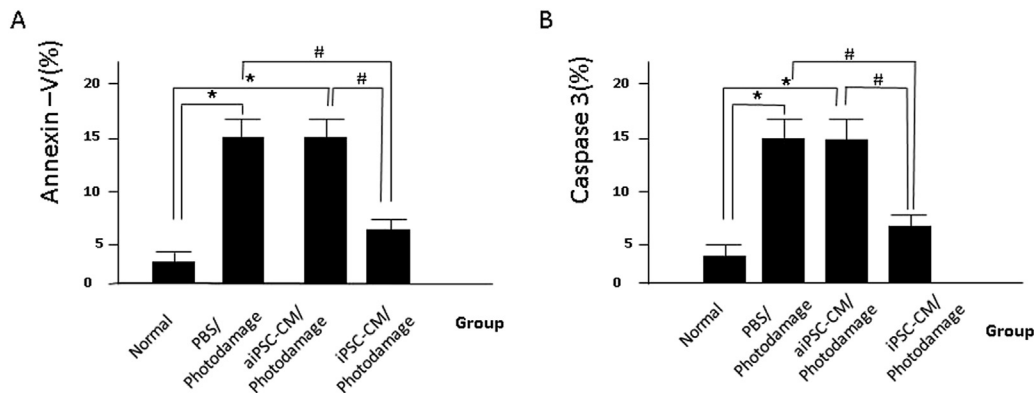 A
Annexin –V(%)
20
15
10
5
0
*
*
#
#
Normal
PBS/
Photodamage
aiPSC-CM/
Photodamage
iPSC-CM/
Photodamage
Group
B
Caspase 3(%)
20
15
10
5
0
*
*
#
#
Normal
PBS/
Photodamage
aiPSC-CM/
Photodamage
iPSC-CM/
Photodamage
Group